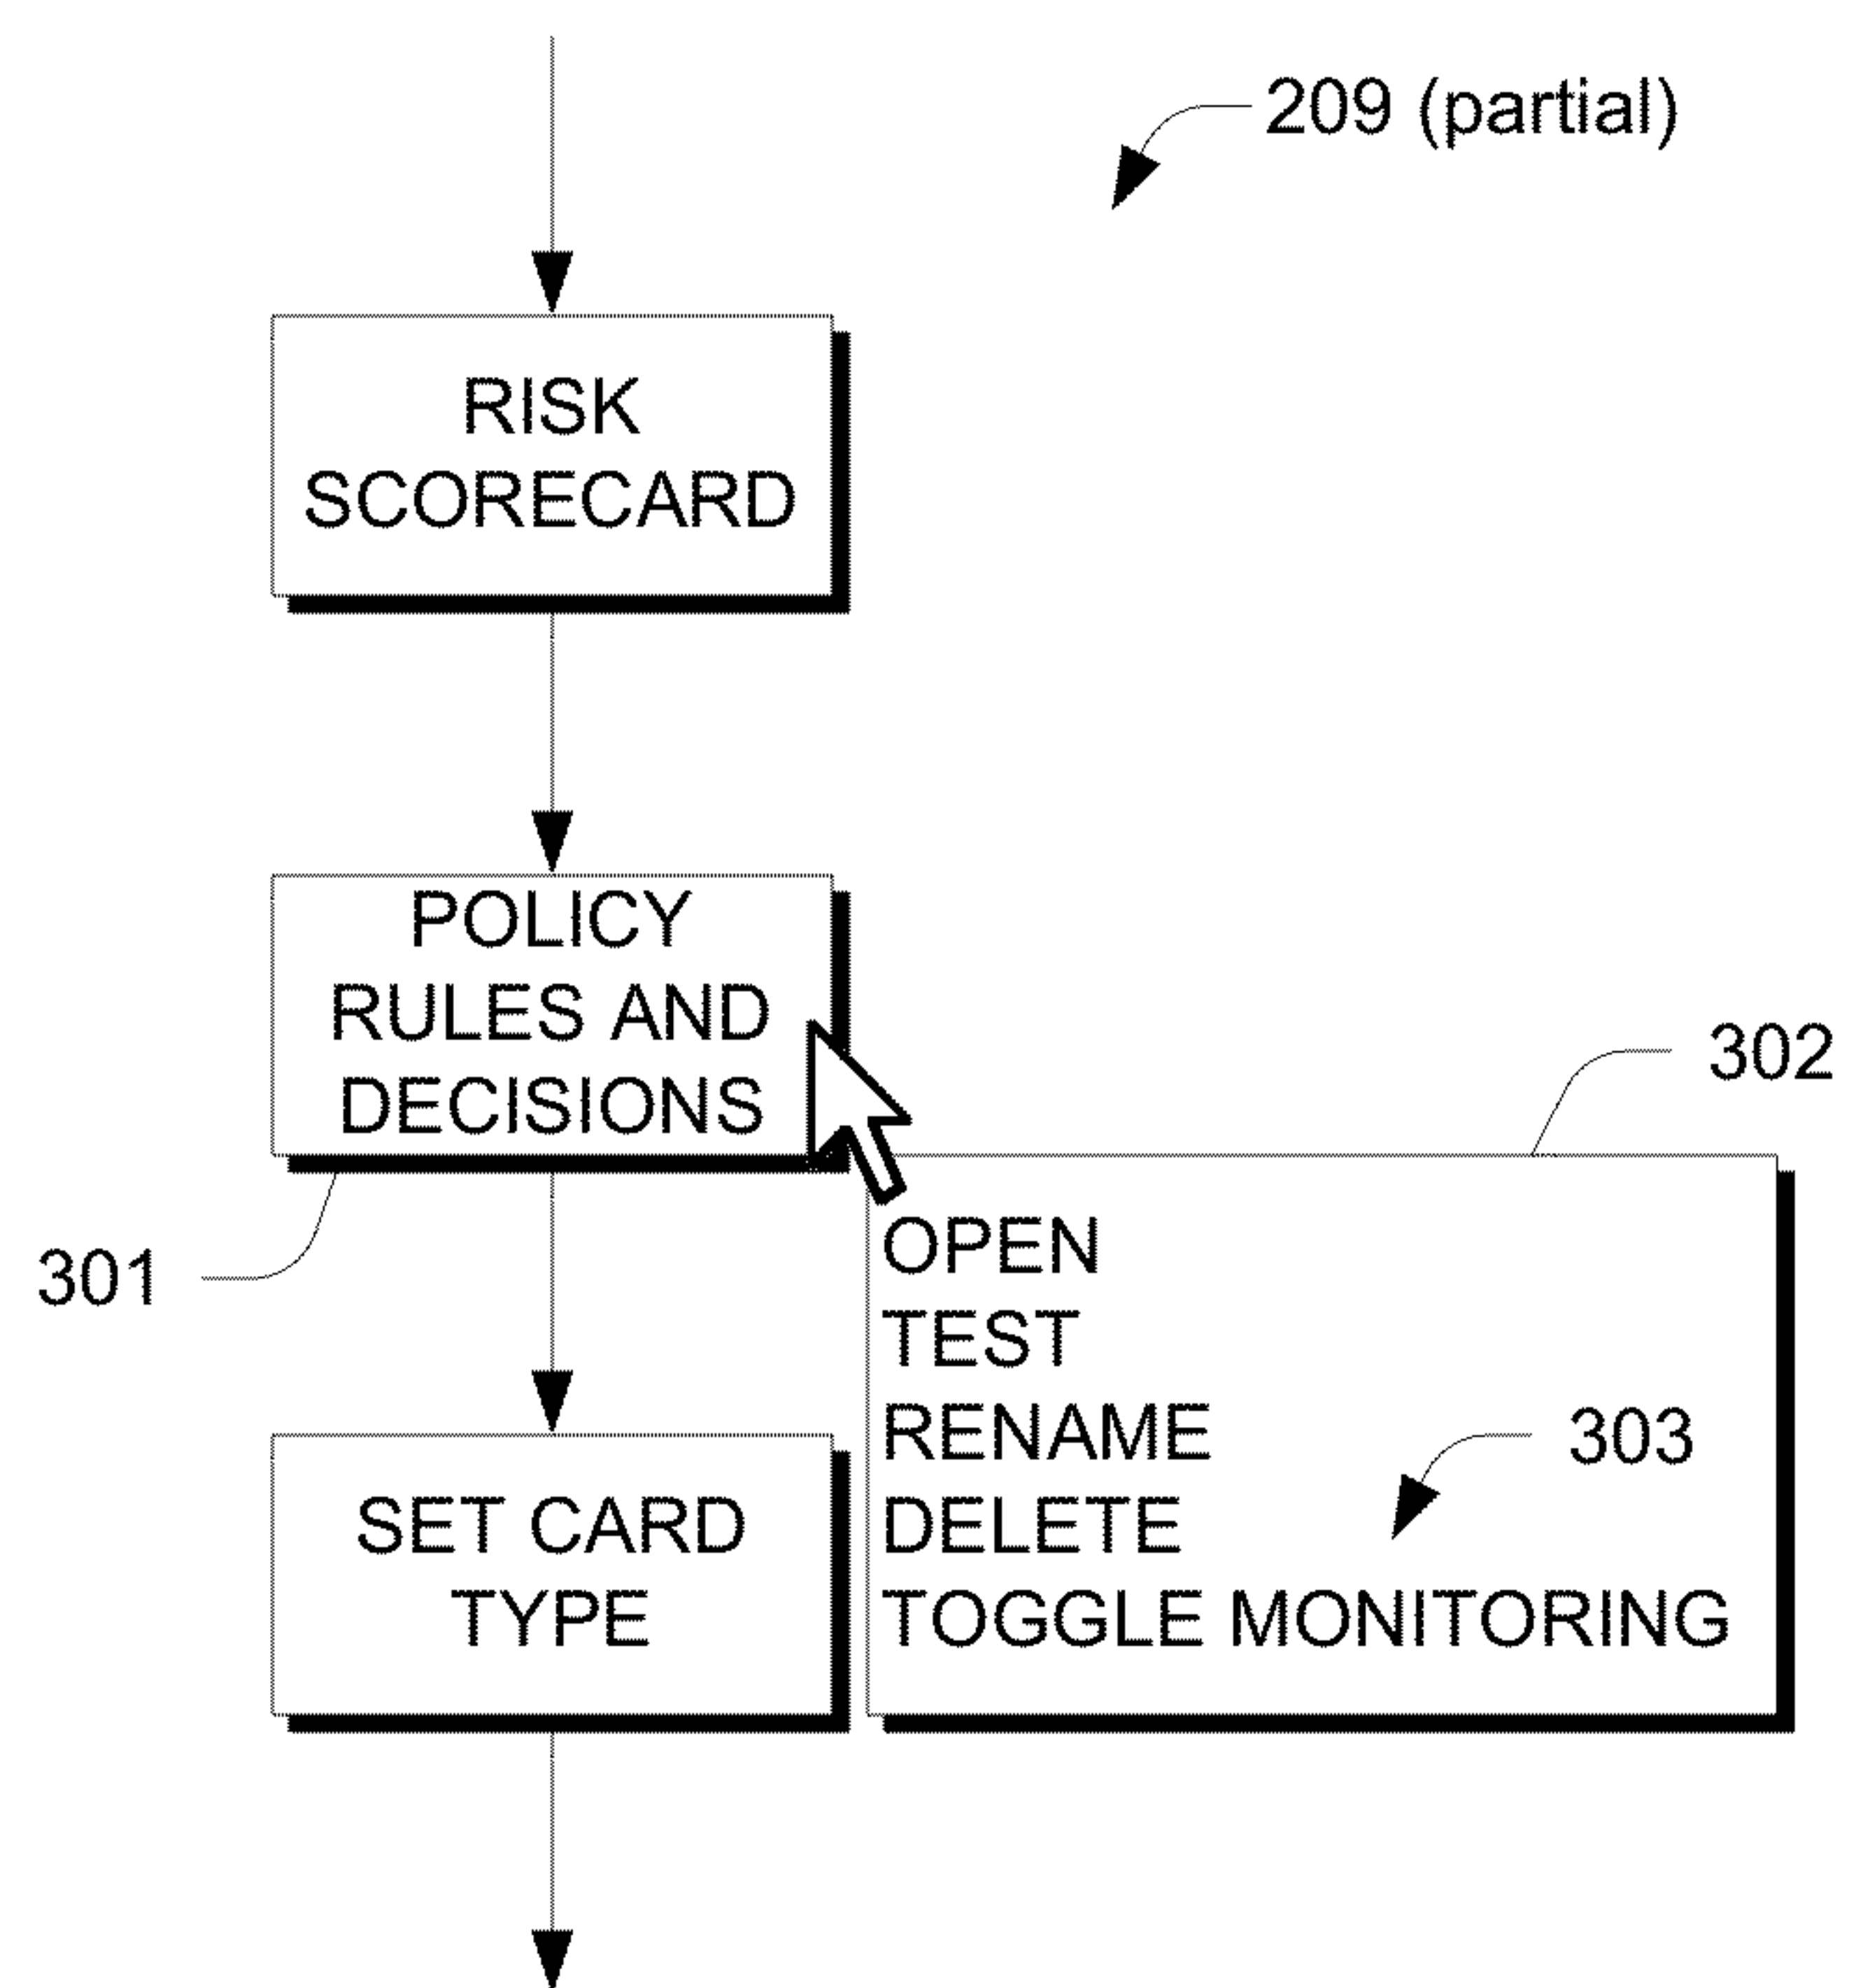 209 (partial)
RISK
SCORECARD
POLICY
RULES AND
DECISIONS
302
301
OPEN
TEST
RENAME
303
DELETE
TOGGLE MONITORING
SET CARD
TYPE